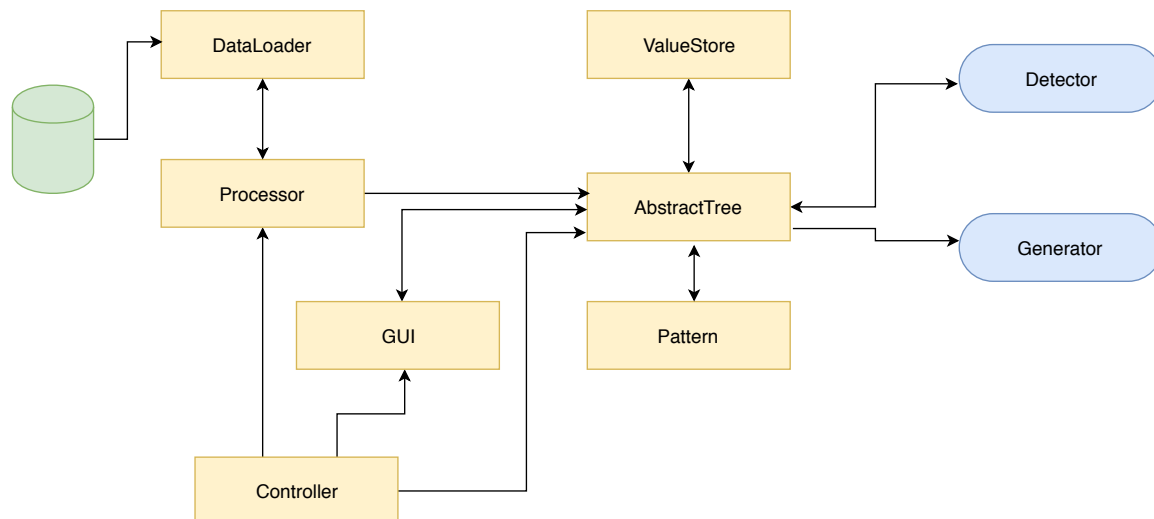 DataLoader
ValueStore
Detector
Processor
AbstractTree
Generator
GUI
Pattern
Controller